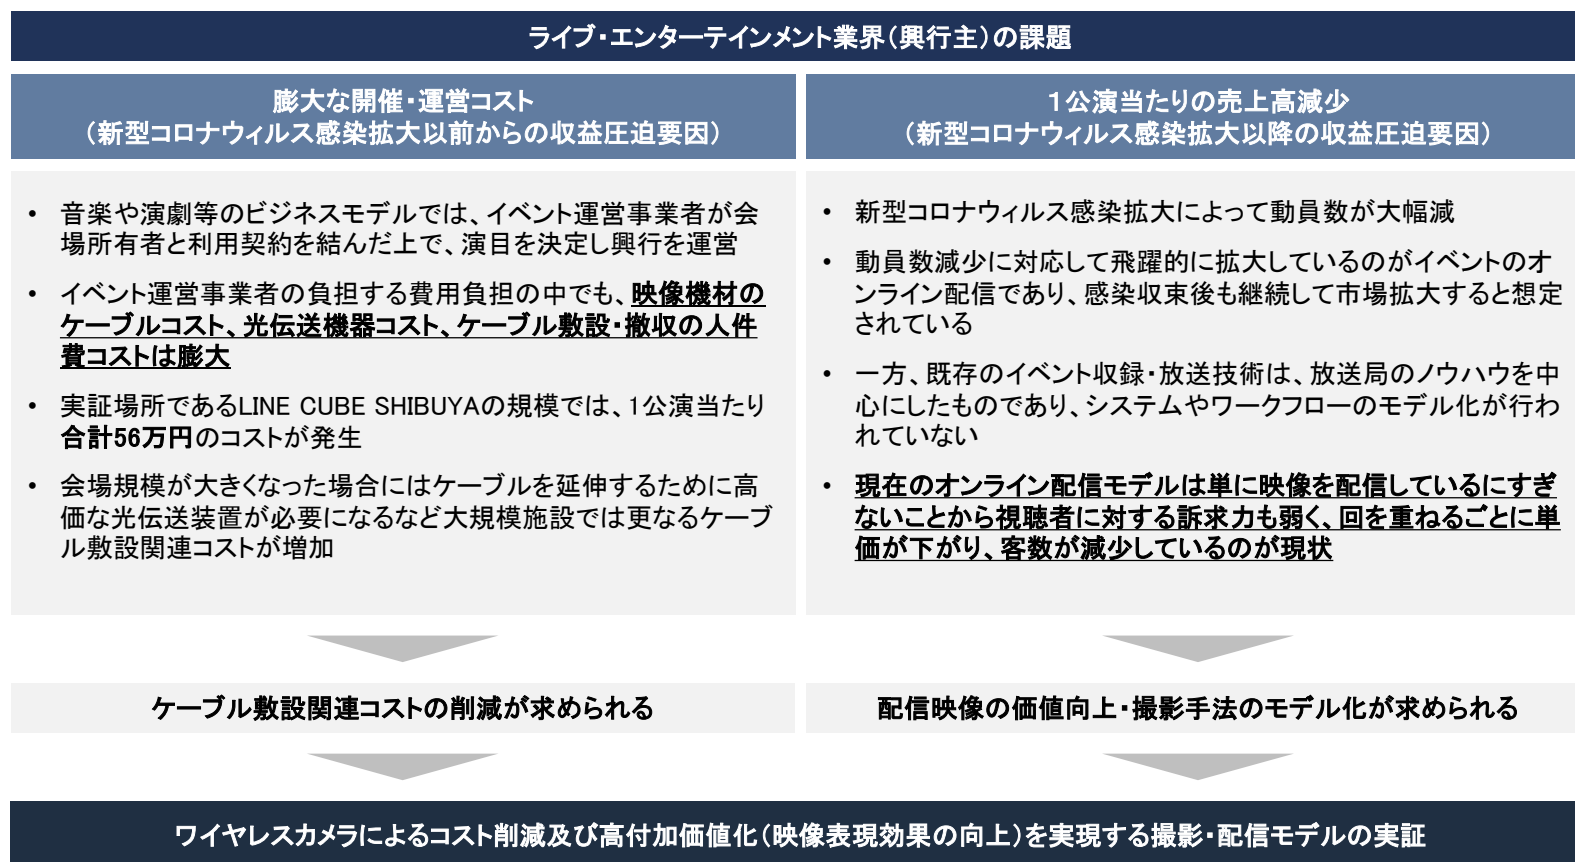 ライブ・エンターテインメント業界（興行主）の課題
膨大な開催・運営コスト
（新型コロナウィルス感染拡大以前からの収益圧迫要因）
• 音楽や演劇等のビジネスモデルでは、イベント運営事業者が会
場所有者と利用契約を結んだ上で、演目を決定し興行を運営
• イベント運営事業者の負担する費用負担の中でも、映像機材の
ケーブルコスト、光伝送機器コスト、ケーブル敷設・撤収の人件
費コストは膨大
• 実証場所であるLINE CUBE SHIBUYAの規模では、1公演当たり
合計56万円のコストが発生
• 会場規模が大きくなった場合にはケーブルを延伸するために高
価な光伝送装置が必要になるなど大規模施設では更なるケーブ
ル敷設関連コストが増加
ケーブル敷設関連コストの削減が求められる
１公演当たりの売上高減少
（新型コロナウィルス感染拡大以降の収益圧迫要因）
• 新型コロナウィルス感染拡大によって動員数が大幅減
• 動員数減少に対応して飛躍的に拡大しているのがイベントのオ
ンライン配信であり、感染収束後も継続して市場拡大すると想定
されている
• 一方、既存のイベント収録・放送技術は、放送局のノウハウを中
心にしたものであり、システムやワークフローのモデル化が行わ
れていない
• 現在のオンライン配信モデルは単に映像を配信しているにすぎ
ないことから視聴者に対する訴求力も弱く、回を重ねるごとに単
価が下がり、客数が減少しているのが現状
配信映像の価値向上・撮影手法のモデル化が求められる
ワイヤレスカメラによるコスト削減及び高付加価値化（映像表現効果の向上）を実現する撮影・配信モデルの実証